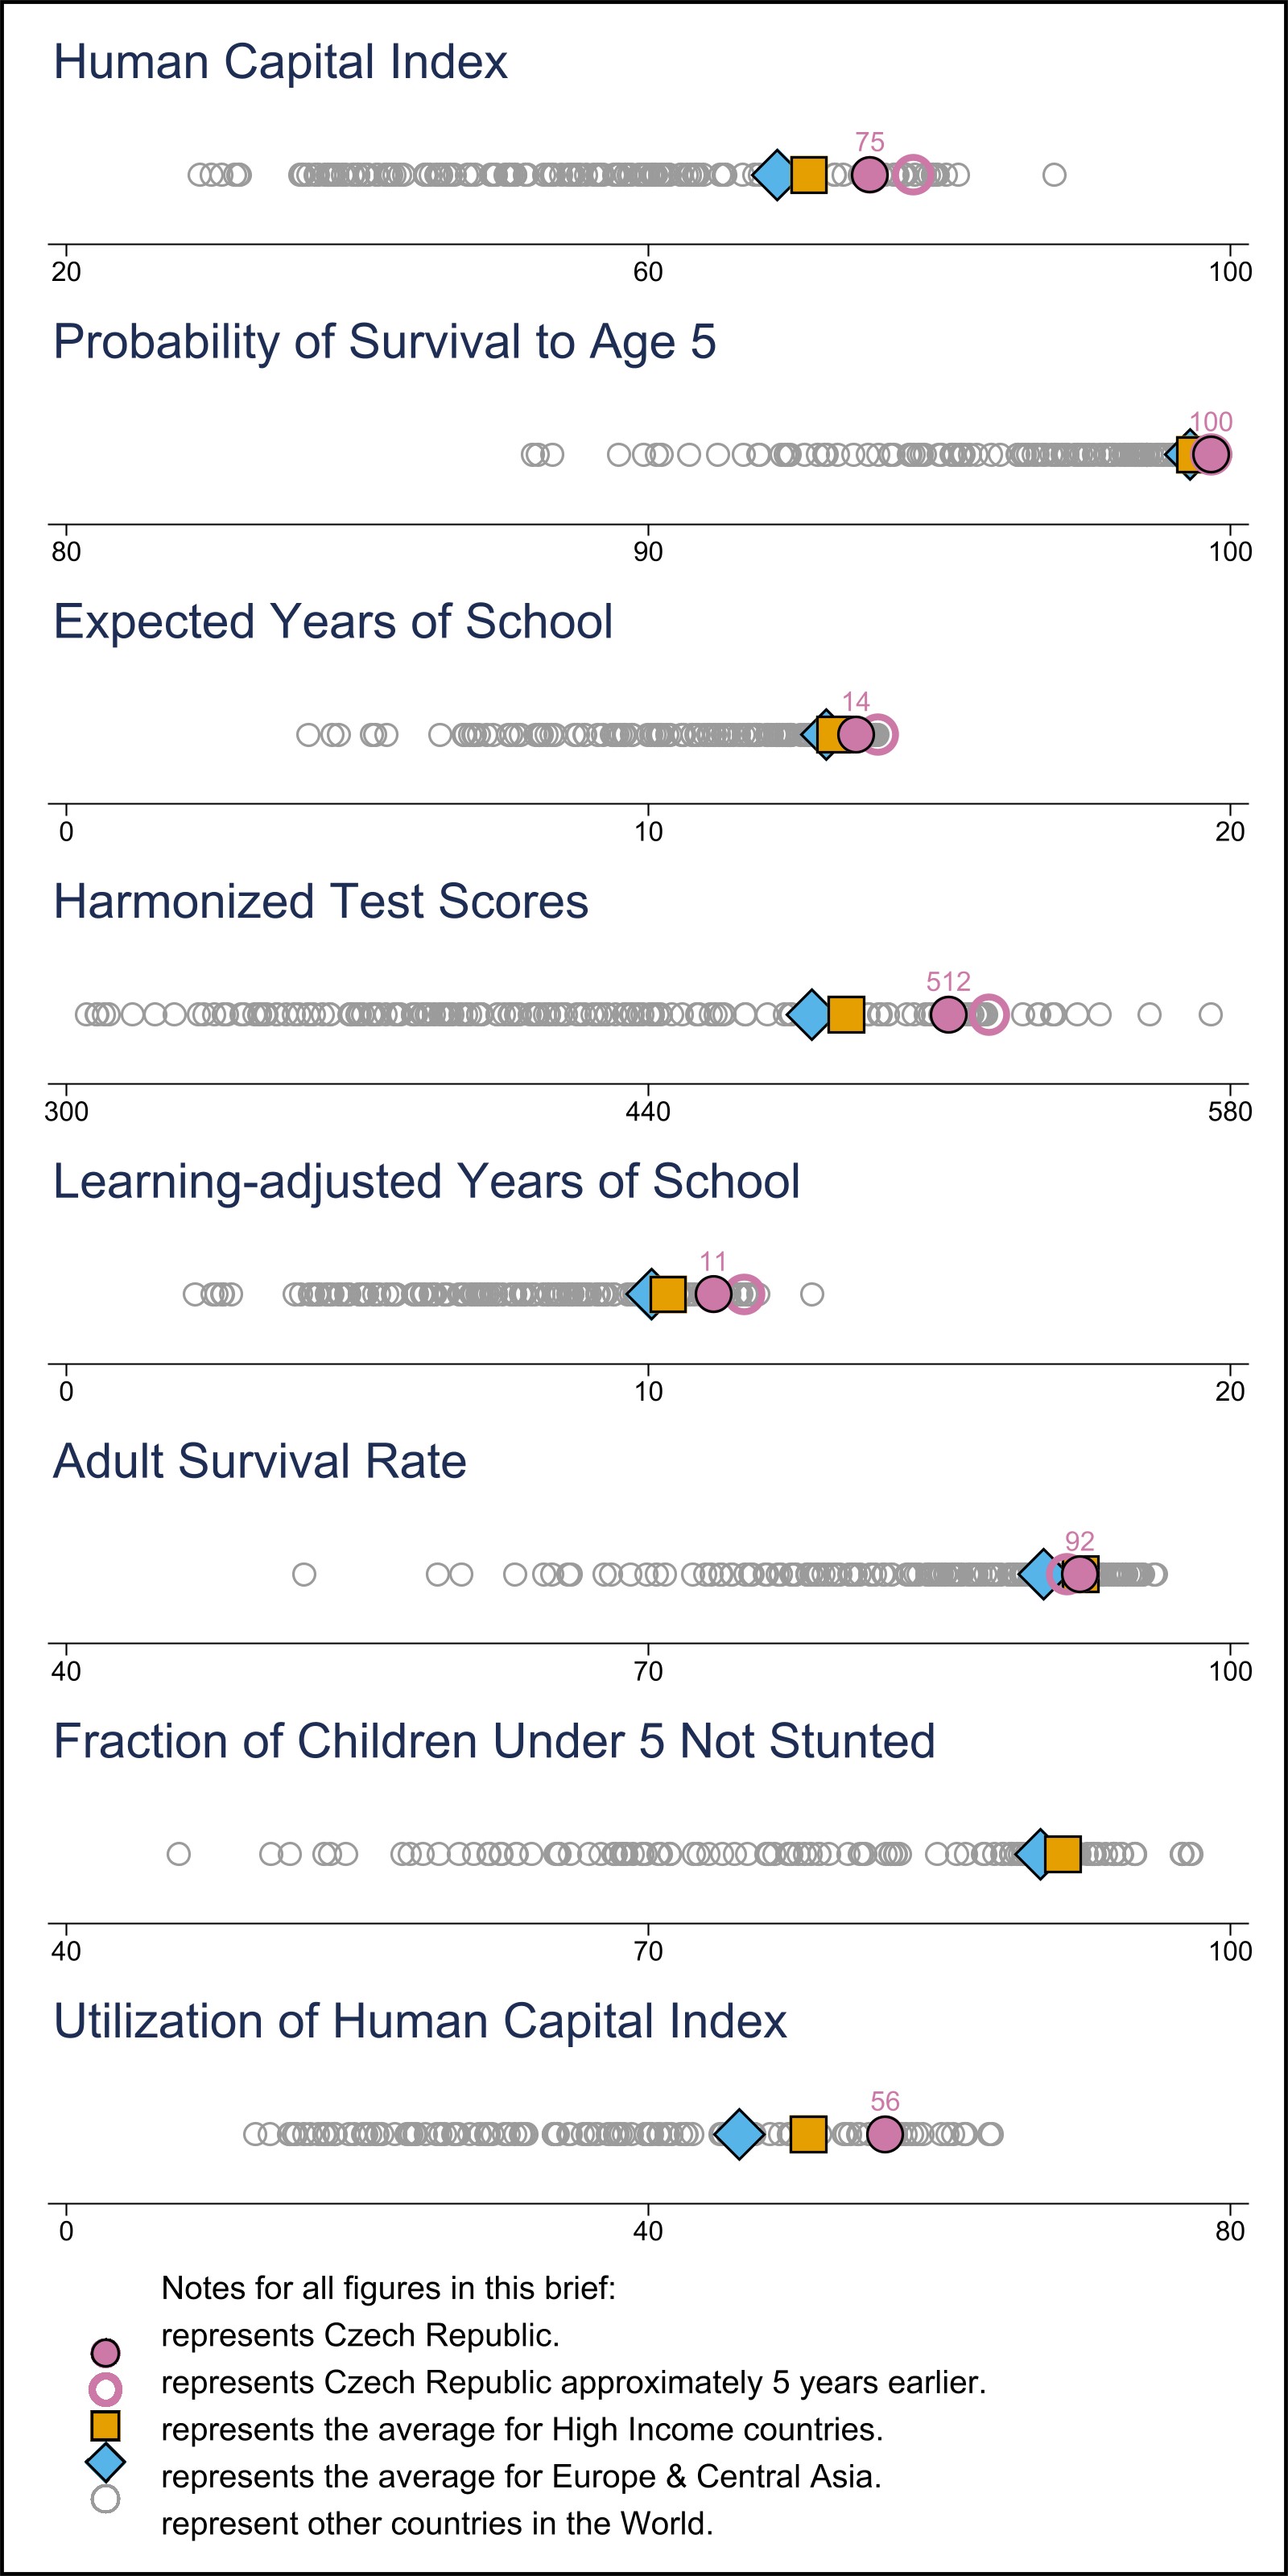 Human Capital Index
75
20 60 100
Probability of Survival to Age 5
100
80 90 100
Expected Years of School
14
0 10 20
Harmonized Test Scores
512
300 440 580
Learning-adjusted Years of School
11
0 10 20
Adult Survival Rate
92
40 70 100
Fraction of Children Under 5 Not Stunted
40 70 100
Utilization of Human Capital Index
56
0 40 80
Notes for all figures in this brief:
represents Czech Republic.
represents Czech Republic approximately 5 years earlier.
represents the average for High Income countries.
represents the average for Europe & Central Asia.
represent other countries in the World.